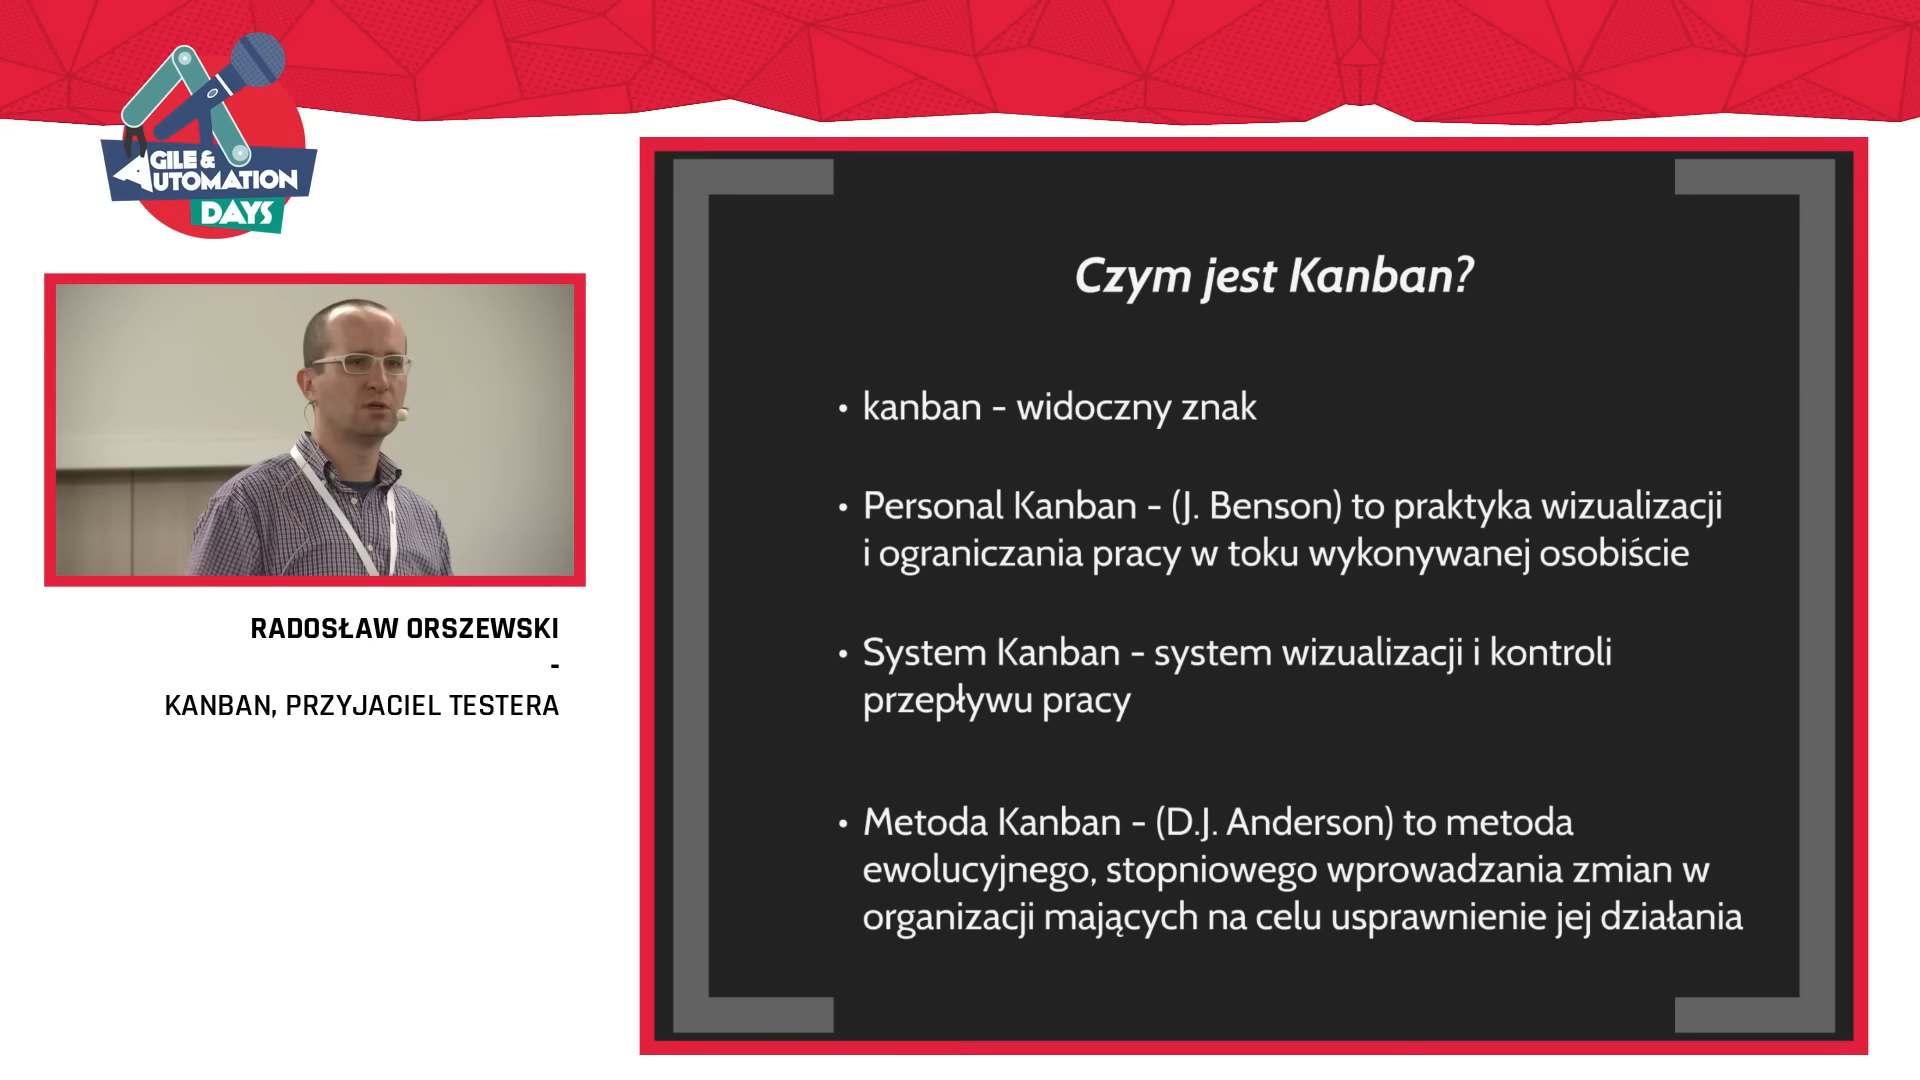 AGILE &
AUTOMATION
DAYS
RADOSŁAW ORSZEWSKI
-
KANBAN, PRZYJACIEL TESTERA
Czym jest Kanban?
• kanban - widoczny znak
• Personal Kanban - (J. Benson) to praktyka wizualizacji
i ograniczania pracy w toku wykonywanej osobiście
• System Kanban - system wizualizacji i kontroli
przepływu pracy
• Metoda Kanban - (D.J. Anderson) to metoda
ewolucyjnego, stopniowego wprowadzania zmian w
organizacji mających na celu usprawnienie jej działania